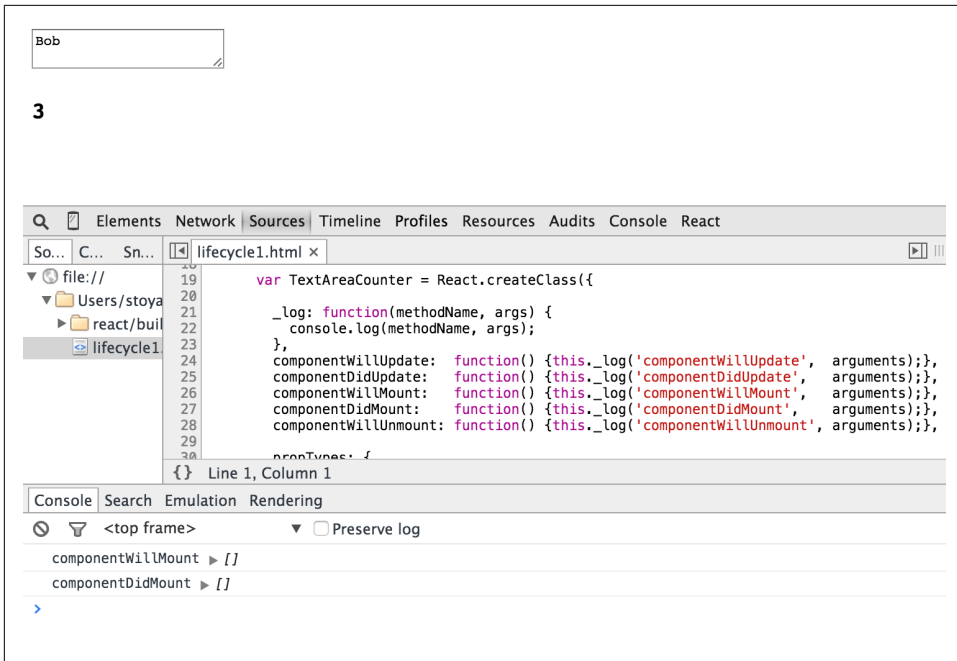 Bob
3
Elements Network Sources Timeline Profiles Resources Audits Console React
So... C... Sn... lifecycle1.html ×
file://
Users/stoya
react/buil
lifecycle1.
18
19 var TextAreaCounter = React.createClass({
20
21 _log: function(methodName, args) {
22 console.log(methodName, args);
23 },
24 componentWillUpdate: function() {this._log('componentWillUpdate', arguments);},
25 componentDidUpdate: function() {this._log('componentDidUpdate', arguments);},
26 componentWillMount: function() {this._log('componentWillMount', arguments);},
27 componentDidMount: function() {this._log('componentDidMount', arguments);},
28 componentWillUnmount: function() {this._log('componentWillUnmount', arguments);},
29
30 propTypes: {
{} Line 1, Column 1
Console Search Emulation Rendering
<top frame> ▼ Preserve log
componentWillMount ▶ []
componentDidMount ▶ []
>